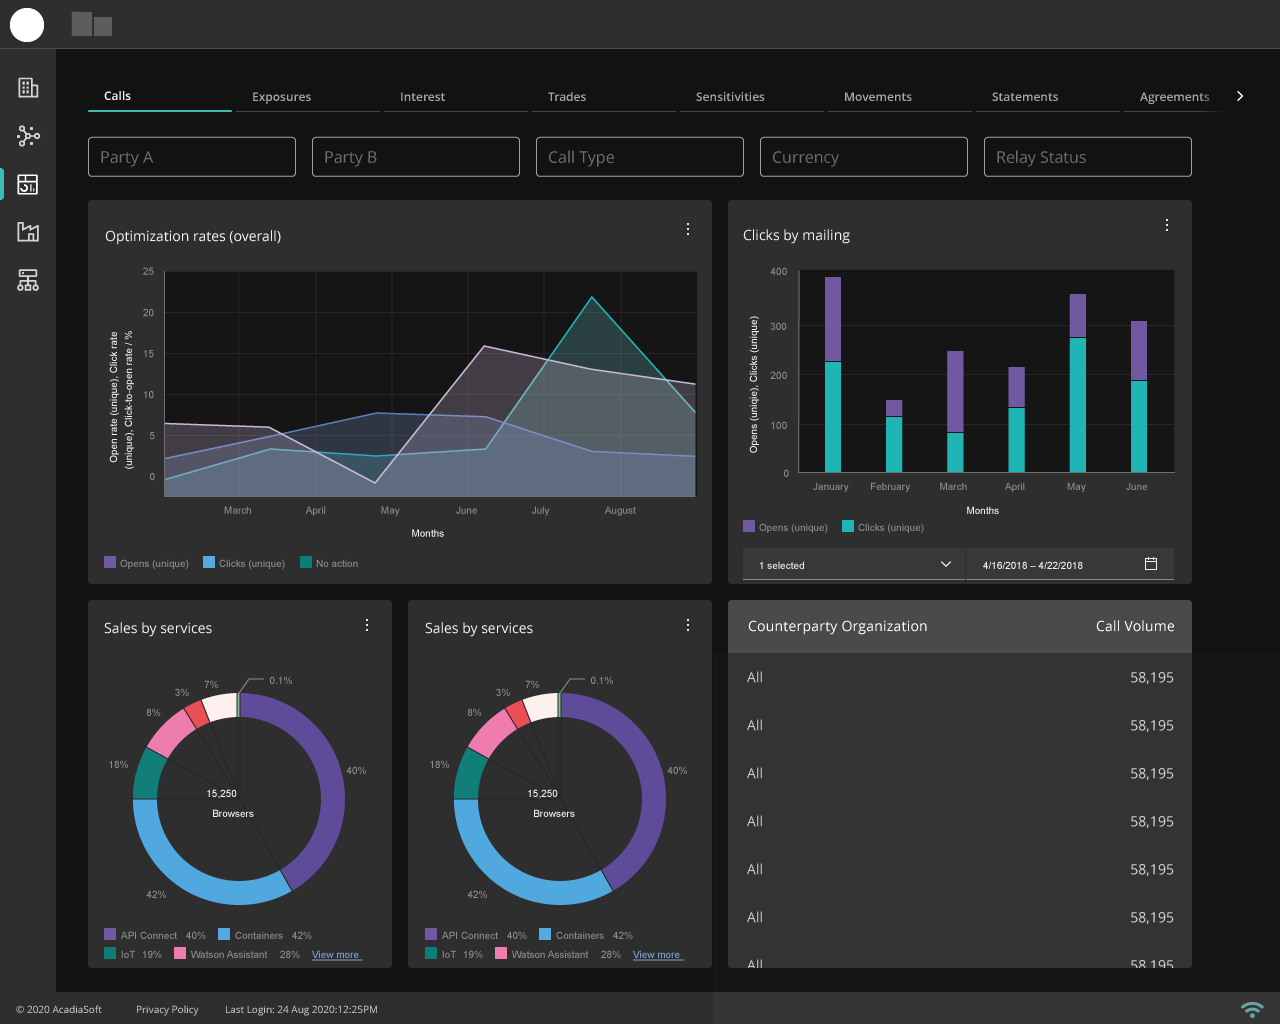 Calls Exposures Interest Trades Sensitivities Movements Statements Agreements
Party A Party B Call Type Currency Relay Status
Optimization rates (overall)
25
20
15
10
5
0
Open rate (unique), Click rate
(unique), Click-to-open rate / %
March April May June July August
Months
Opens (unique) Clicks (unique) No action
Clicks by mailing
400
300
200
100
0
Opens (uniqie), Clicks (unique)
January February March April May June
Months
Opens (unique) Clicks (unique)
1 selected 4/16/2018 – 4/22/2018
Sales by services
0.1%
7%
3%
8%
18%
40%
15,250
Browsers
42%
API Connect 40% Containers 42%
IoT 19% Watson Assistant 28% View more
Sales by services
0.1%
7%
3%
8%
18%
40%
15,250
Browsers
42%
API Connect 40% Containers 42%
IoT 19% Watson Assistant 28% View more
Counterparty Organization Call Volume
All 58,195
All 58,195
All 58,195
All 58,195
All 58,195
All 58,195
All 58,195
© 2020 AcadiaSoft Privacy Policy Last Login: 24 Aug 2020:12:25PM